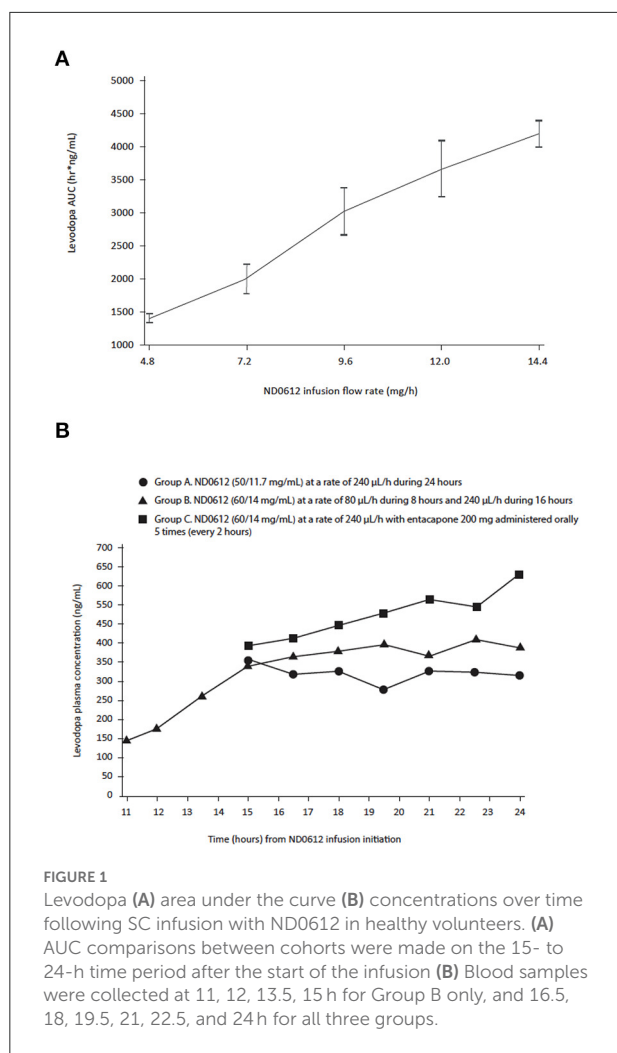 A
5000
4500
4000
3500
3000
2500
2000
1500
1000
Levodopa AUC (hr*ng/mL)
4.8 7.2 9.6 12.0 14.4
ND0612 infusion flow rate (mg/h)
B
Group A. ND0612 (50/11.7 mg/mL) at a rate of 240 µL/h during 24 hours
Group B. ND0612 (60/14 mg/mL) at a rate of 80 µL/h during 8 hours and 240 µL/h during 16 hours
Group C. ND0612 (60/14 mg/mL) at a rate of 240 µL/h with entacapone 200 mg administered orally
5 times (every 2 hours)
700
650
600
550
500
450
400
350
300
250
200
150
100
50
0
Levodopa plasma concentration (ng/mL)
11 12 13 14 15 16 17 18 19 20 21 22 23 24
Time (hours) from ND0612 infusion initiation
FIGURE 1
Levodopa (A) area under the curve (B) concentrations over time
following SC infusion with ND0612 in healthy volunteers. (A)
AUC comparisons between cohorts were made on the 15- to
24-h time period after the start of the infusion (B) Blood samples
were collected at 11, 12, 13.5, 15 h for Group B only, and 16.5,
18, 19.5, 21, 22.5, and 24 h for all three groups.